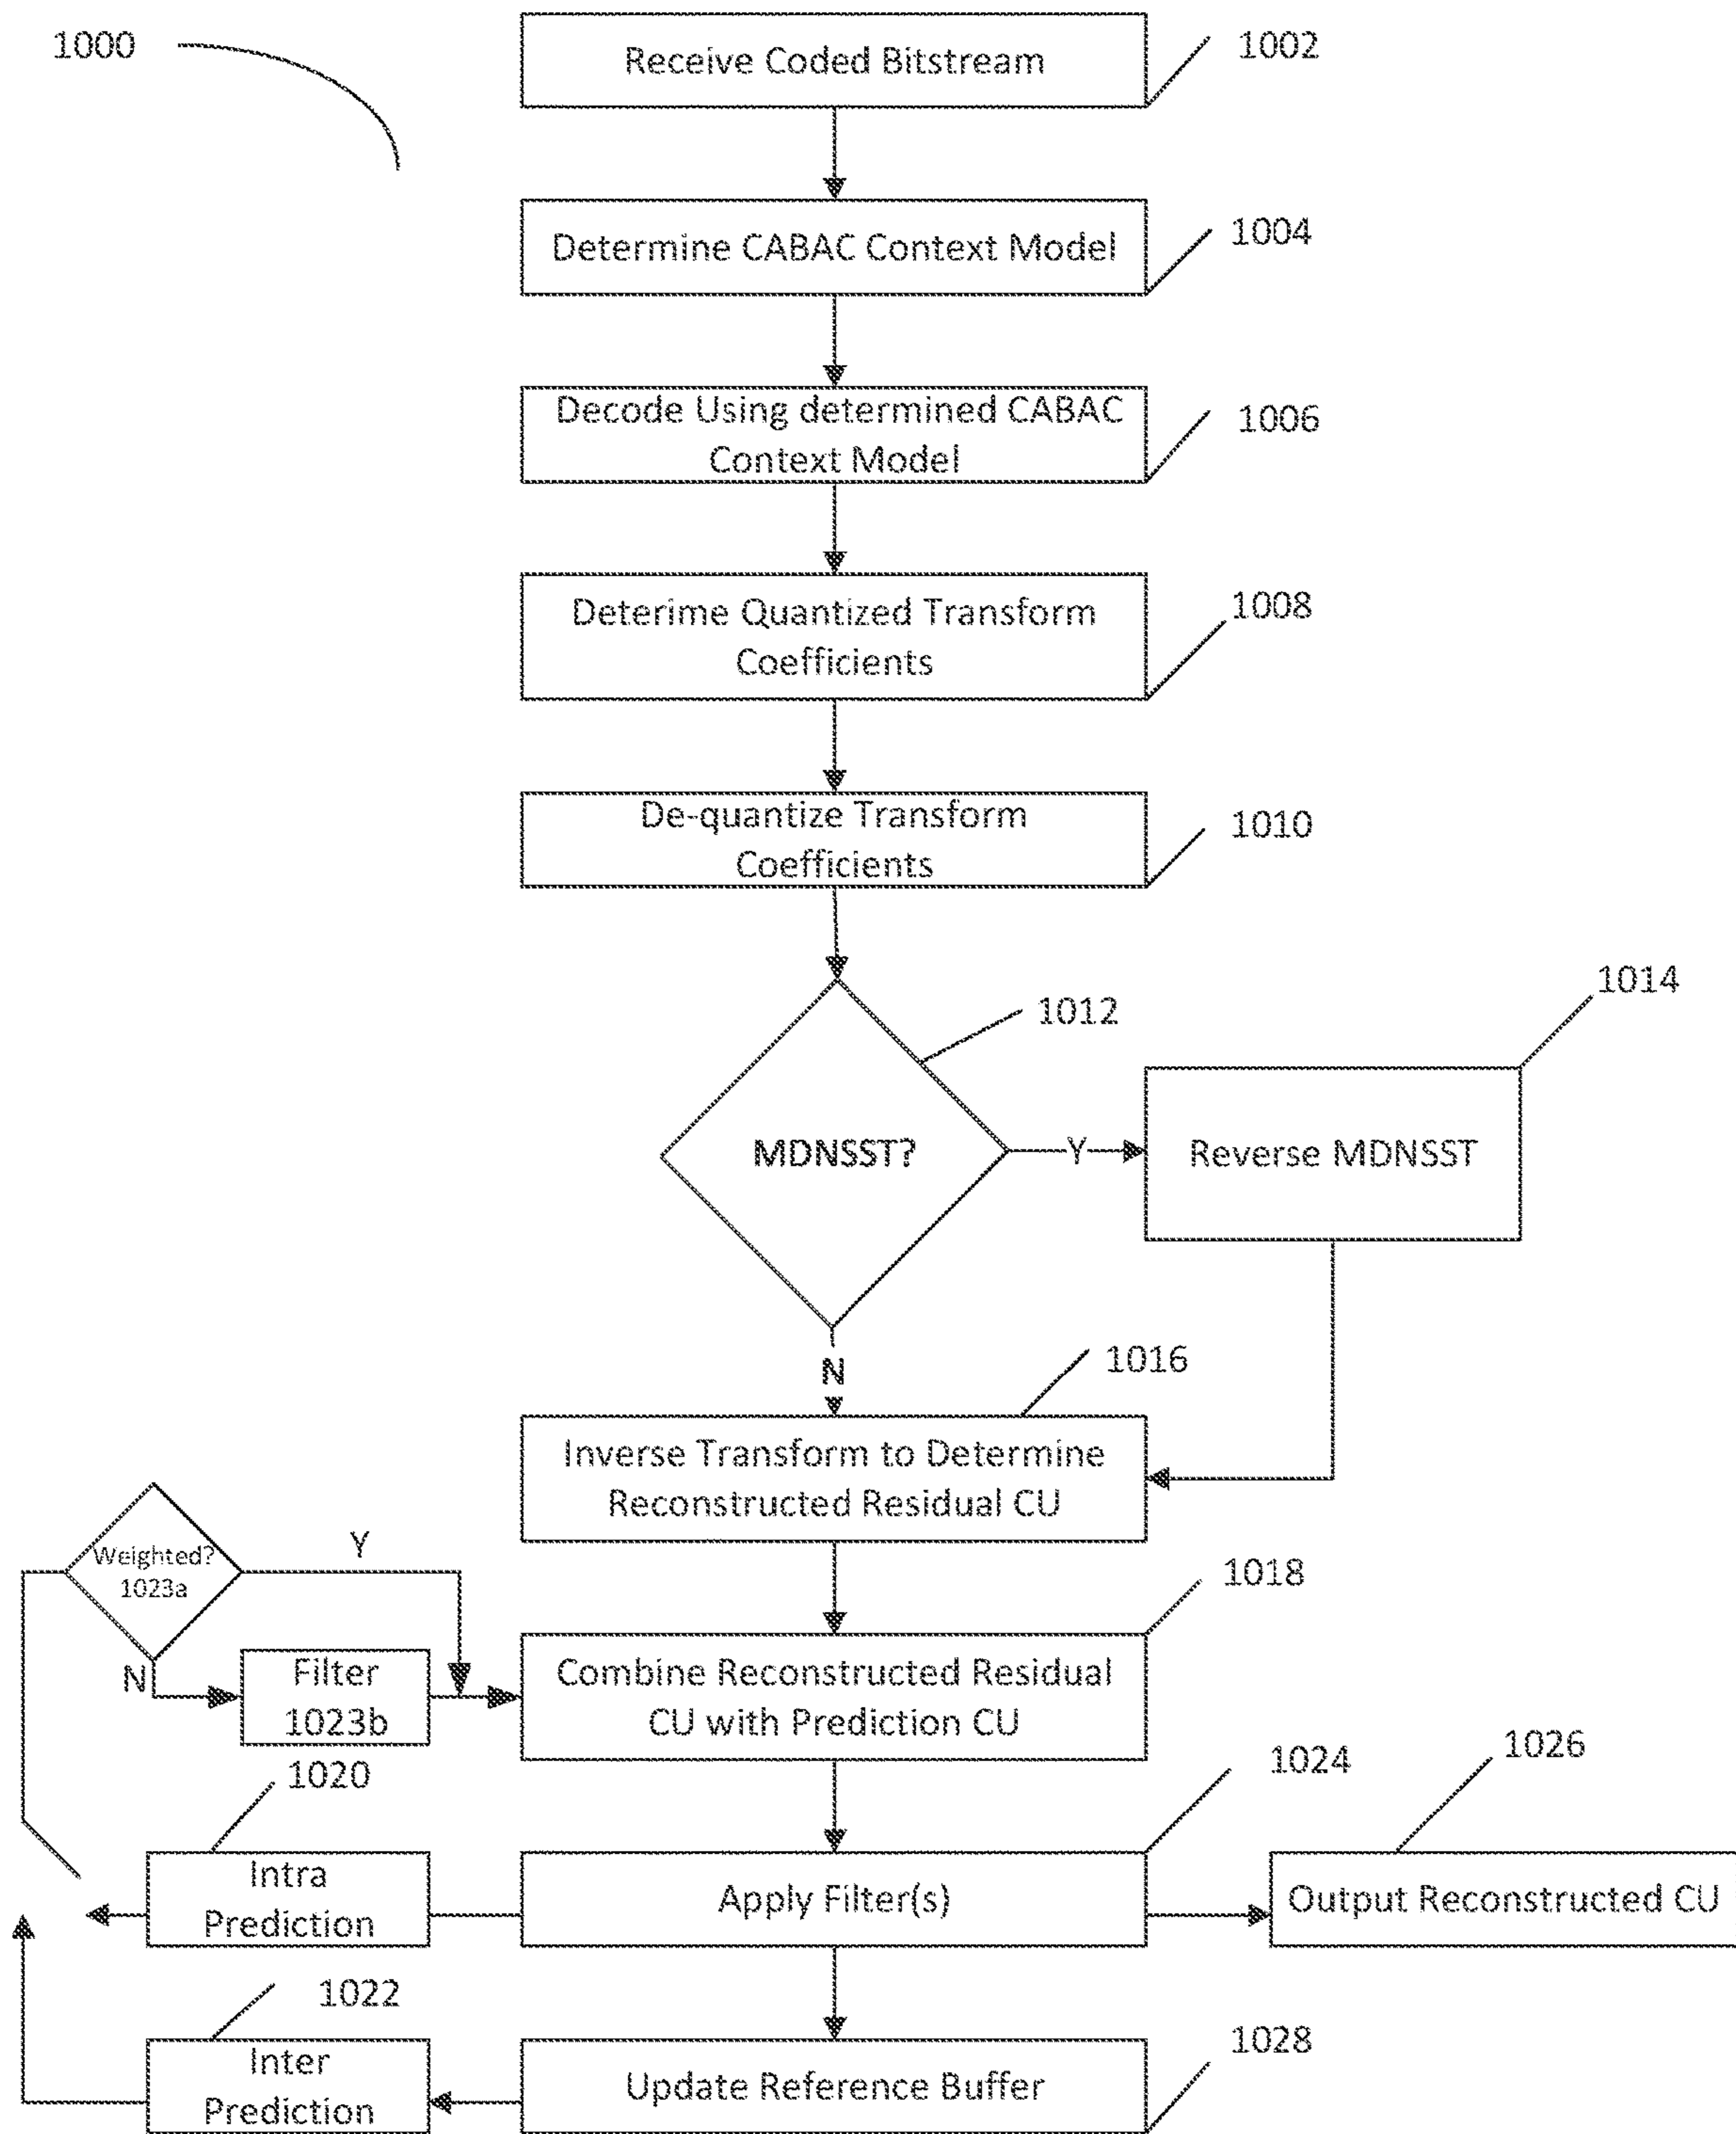 1000
Receive Coded Bitstream
1002
Determine CABAC Context Model
1004
Decode Using determined CABAC
Context Model
1006
Deterime Quantized Transform
Coefficients
1008
De-quantize Transform
Coefficients
1010
1012
MDNSST?
Y
1014
Reverse MDNSST
N
1016
Inverse Transform to Determine
Reconstructed Residual CU
Weighted?
1023a
Y
N
Filter
1023b
1018
Combine Reconstructed Residual
CU with Prediction CU
1020
Intra
Prediction
1024
Apply Filter(s)
1026
Output Reconstructed CU
1022
Inter
Prediction
Update Reference Buffer
1028